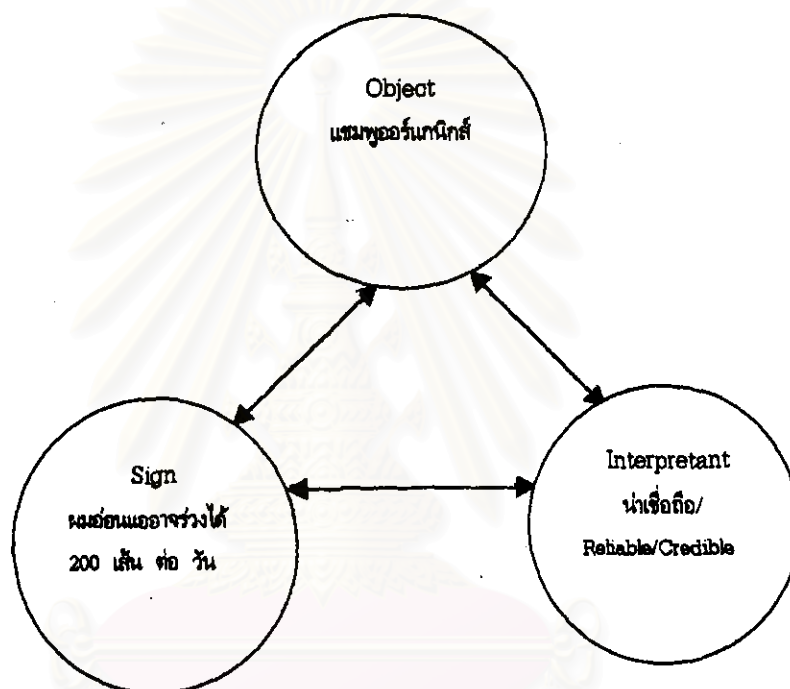 Object
แชมพูออร์แกนิกส์
Sign
ผมอ่อนแออาจร่วงได้
200 เส้น ต่อ วัน
Interpretant
น่าเชื่อถือ/
Reliable/Credible